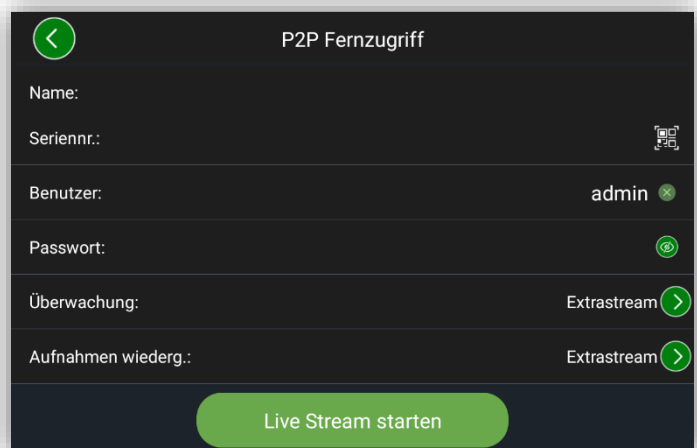 P2P Fernzugriff
Name:
Seriennr.:
Benutzer: admin
Passwort:
Überwachung: Extrastream
Aufnahmen wiederg.: Extrastream
Live Stream starten